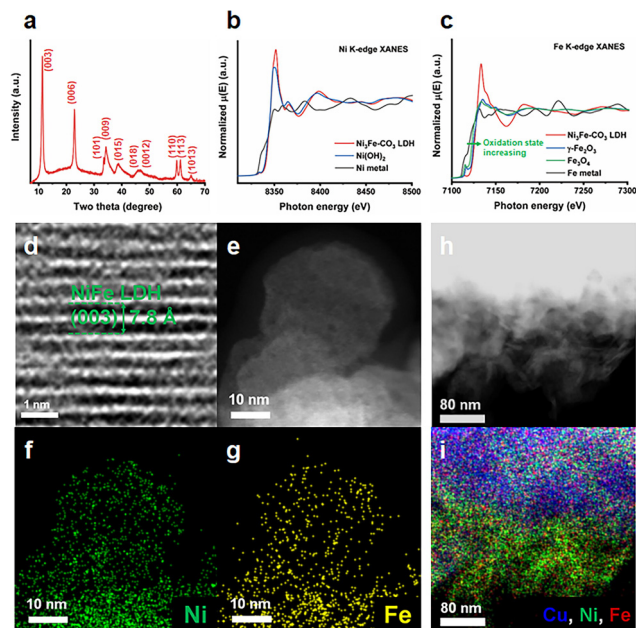 a
(003)
(006)
(101)
(009)
(015)
(018)
(0012)
(110)
(113)
(1013)
Intensity (a.u.)
10 20 30 40 50 60 70
Two theta (degree)
b
Ni K-edge XANES
Normalized μ(E) (a.u.)
Ni₃Fe-CO₃ LDH
Ni(OH)₂
Ni metal
8350 8400 8450 8500
Photon energy (eV)
c
Fe K-edge XANES
Normalized μ(E) (a.u.)
Oxidation state
increasing
Ni₃Fe-CO₃ LDH
γ-Fe₂O₃
Fe₃O₄
Fe metal
7100 7150 7200 7250 7300
Photon energy (eV)
d
NiFe LDH
(003) 7.8 Å
1 nm
e
10 nm
h
80 nm
f
10 nm
Ni
g
10 nm
Fe
i
80 nm
Cu, Ni, Fe